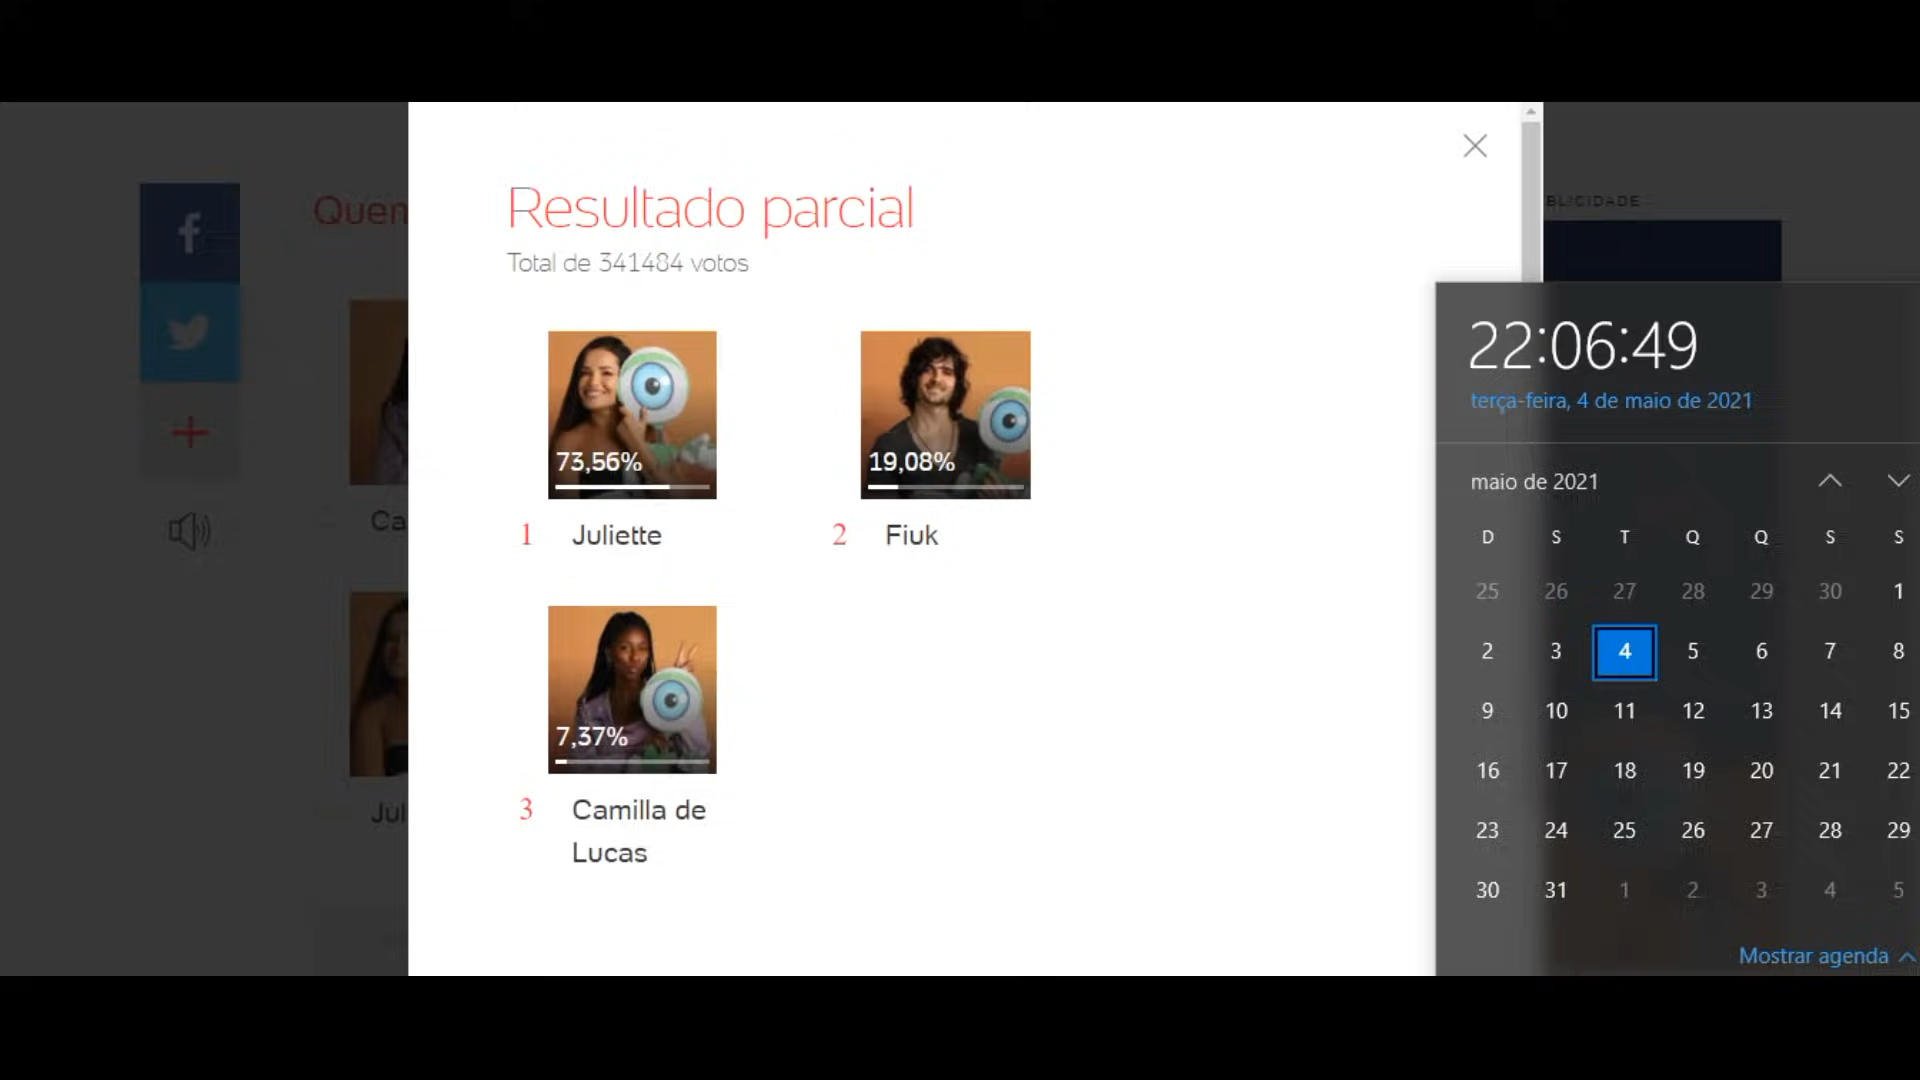 Quen
BLICIDADE
Resultado parcial
Total de 341484 votos
73,56%
1 Juliette
19,08%
2 Fiuk
7,37%
3 Camilla de
Lucas
Ca
Jul
22:06:49
terça-feira, 4 de maio de 2021
maio de 2021
D S T Q Q S S
25 26 27 28 29 30 1
2 3 4 5 6 7 8
9 10 11 12 13 14 15
16 17 18 19 20 21 22
23 24 25 26 27 28 29
30 31 1 2 3 4 5
Mostrar agenda